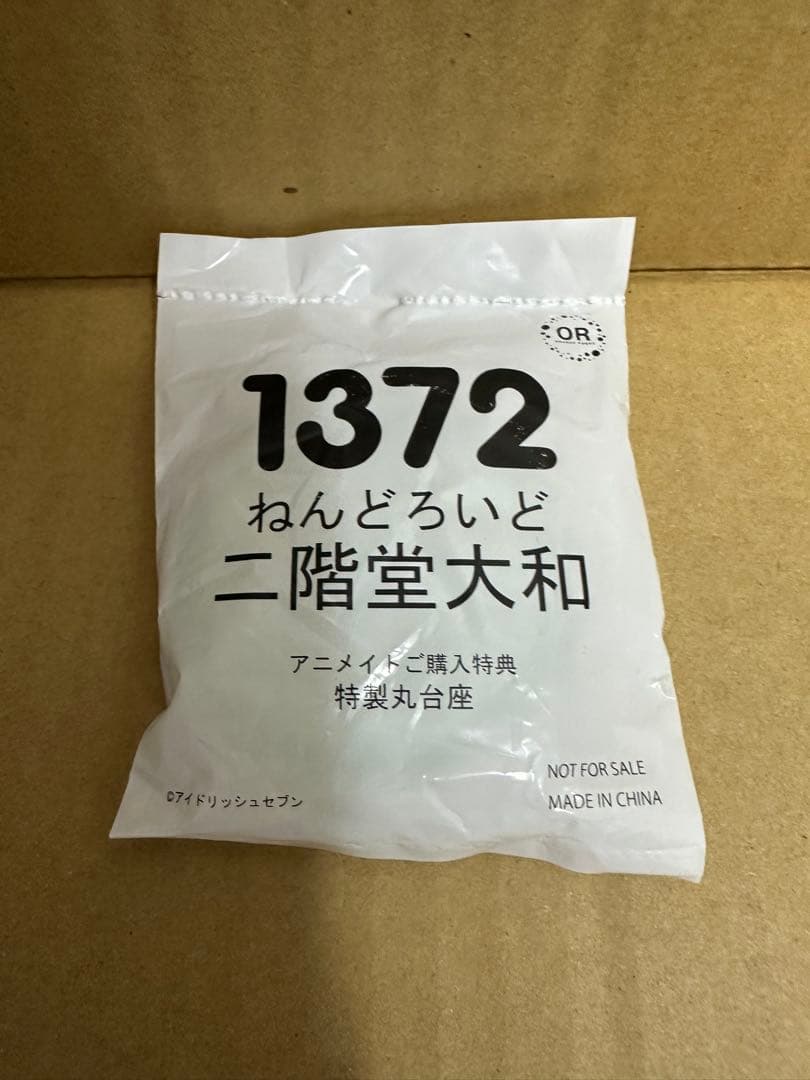 OR
1372
ねんどろいど
二階堂大和
アニメイトご購入特典
特製丸台座
NOT FOR SALE
©アイドリッシュセブン
MADE IN CHINA